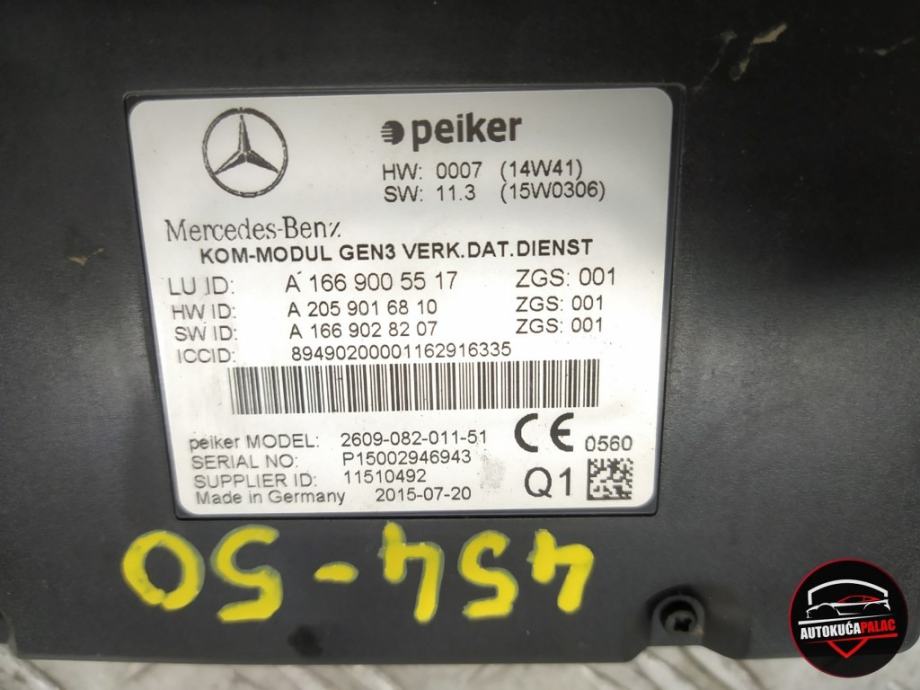 peiker
HW: 0007 (14W41)
SW: 11.3 (15W0306)
Mercedes-Benz
KOM-MODUL GEN3 VERK.DAT.DIENST
LU ID: A 166 900 55 17 ZGS: 001
HW ID: A 205 901 68 10 ZGS: 001
SW ID: A 166 902 82 07 ZGS: 001
ICCID: 89490200001162916335
peiker MODEL: 2609-082-011-51 CE 0560
SERIAL NO: P15002946943
SUPPLIER ID: 11510492
Made in Germany 2015-07-20 Q1
454-50
AUTOKUĆAPALAC